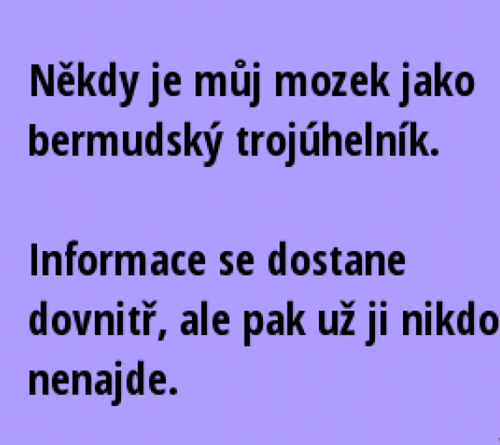 Někdy je můj mozek jako
bermudský trojúhelník.
Informace se dostane
dovnitř, ale pak už ji nikdo
nenajde.